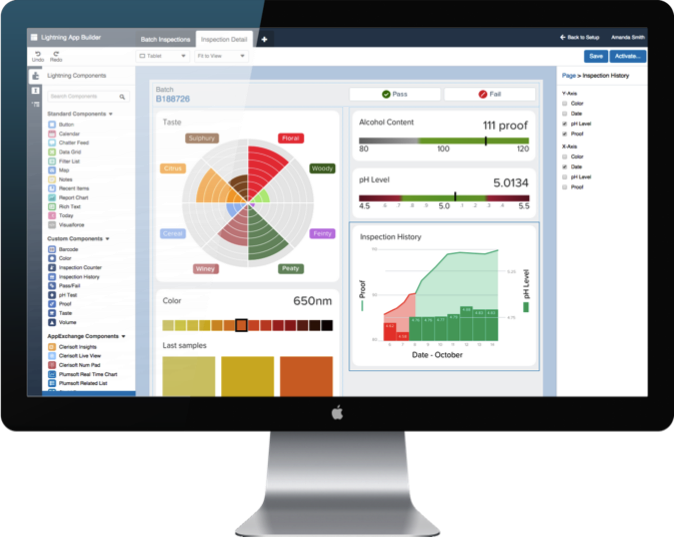 Lightning App Builder
Batch Inspections
Inspection Detail
+
Back to Setup
Amanda Smith
Undo
Redo
Tablet
Fit to View
Save
Activate...
Lightning Components
Search Components
Standard Components
Button
Calendar
Chatter Feed
Data Grid
Filter List
Map
Notes
Recent Items
Report Chart
Rich Text
Today
Visualforce
Custom Components
Barcode
Color
Inspection Counter
Inspection History
Pass/Fail
pH Test
Proof
Taste
Volume
AppExchange Components
Clerisoft Insights
Clerisoft Live View
Clerisoft Num Pad
Plumsoft Real Time Chart
Plumsoft Related List
Batch
B188726
Pass
Fail
Taste
Sulphury
Floral
Citrus
Woody
Cereal
Feinty
Winey
Peaty
Color
650nm
Last samples
Alcohol Content
111 proof
80
100
120
pH Level
5.0134
4.5
5.0
5.5
Inspection History
Proof
pH Level
Date - October
Page > Inspection History
Y-Axis
Color
Date
pH Level
Proof
X-Axis
Color
Date
pH Level
Proof